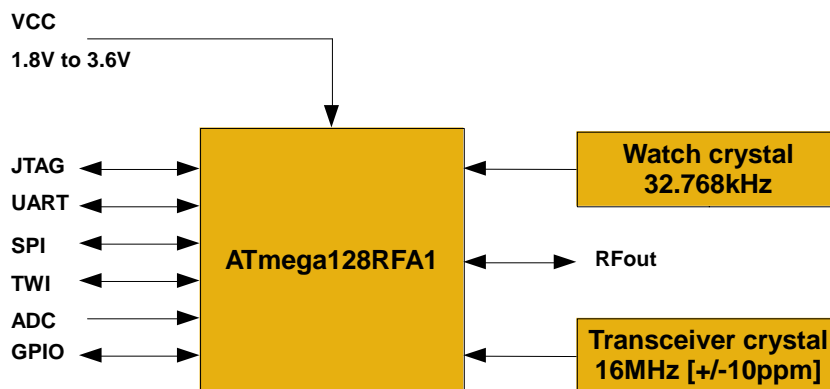 VCC
1.8V to 3.6V
JTAG
UART
SPI
TWI
ADC
GPIO
ATmega128RFA1
Watch crystal
32.768kHz
RFout
Transceiver crystal
16MHz [+/-10ppm]